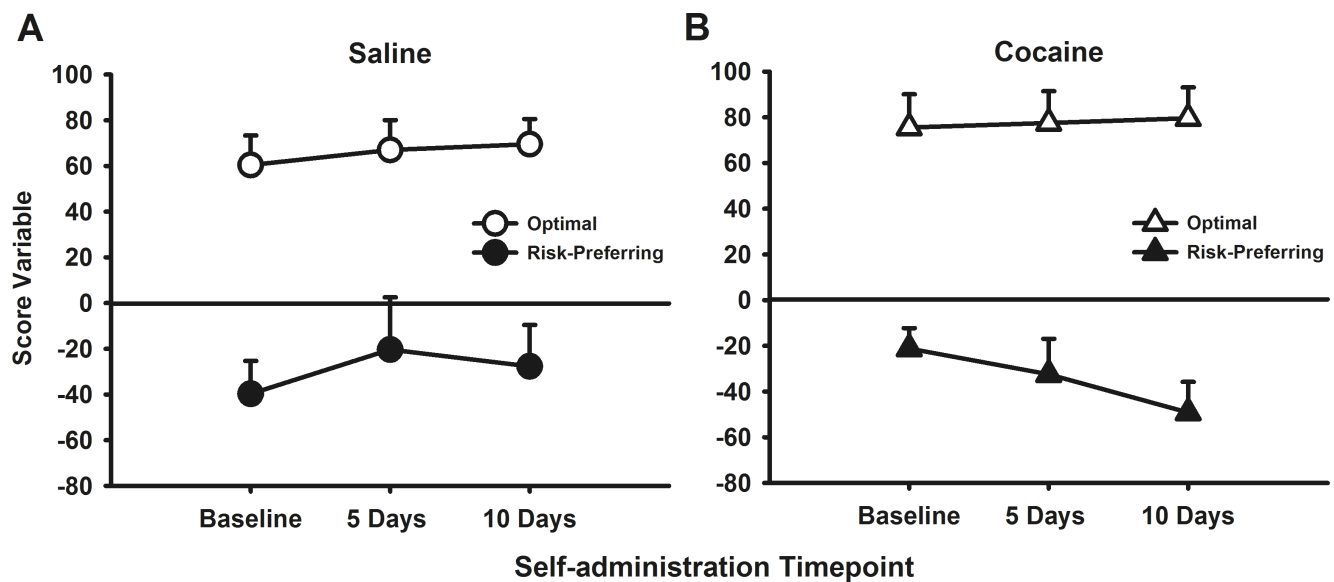 A
Saline
100
80
60
40
20
0
-20
-40
-60
-80
Score Variable
Optimal
Risk-Preferring
Baseline 5 Days 10 Days
B
Cocaine
100
80
60
40
20
0
-20
-40
-60
-80
Optimal
Risk-Preferring
Baseline 5 Days 10 Days
Self-administration Timepoint